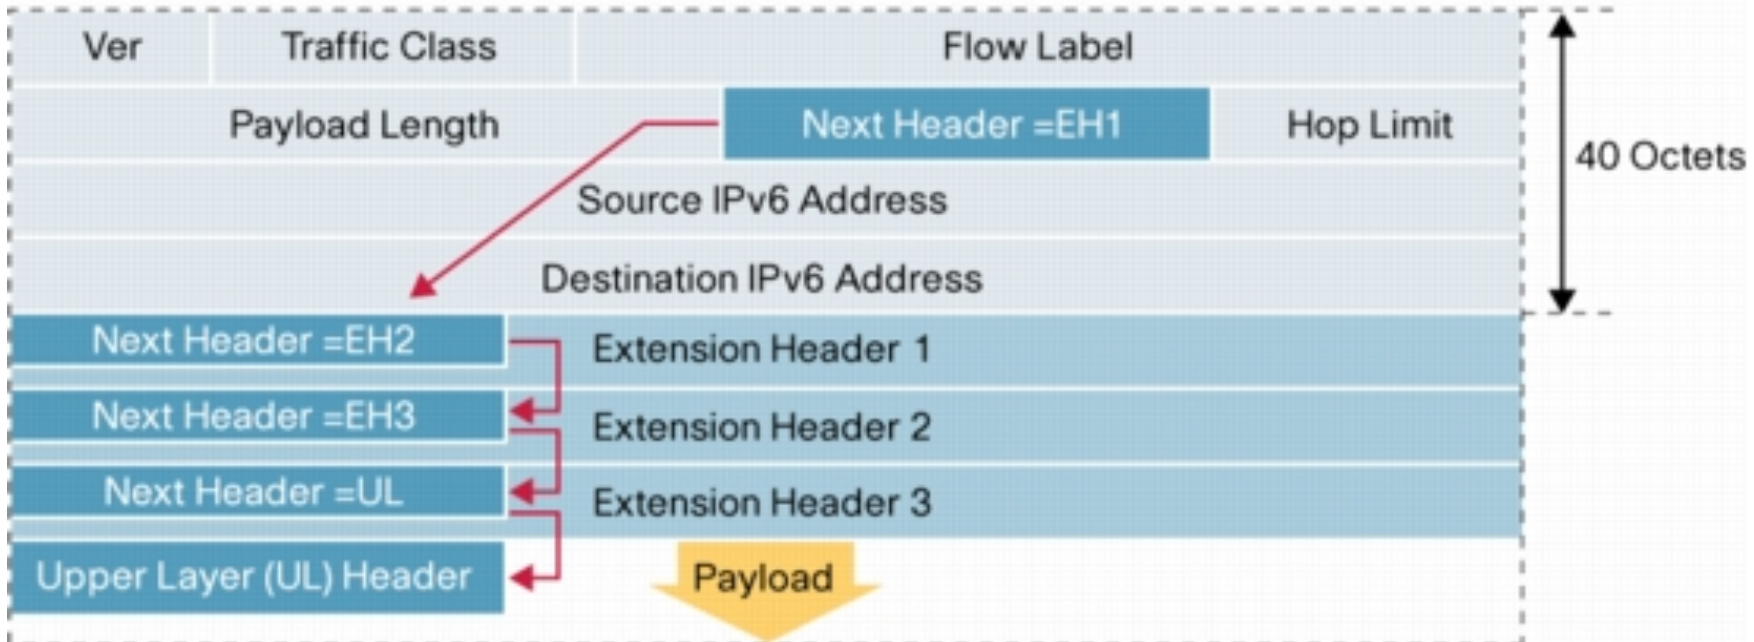 Ver Traffic Class Flow Label
Payload Length Next Header =EH1 Hop Limit
40 Octets
Source IPv6 Address
Destination IPv6 Address
Next Header =EH2 Extension Header 1
Next Header =EH3 Extension Header 2
Next Header =UL Extension Header 3
Upper Layer (UL) Header Payload